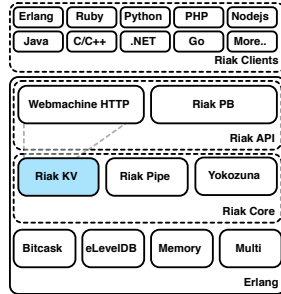 Erlang Ruby Python PHP Nodejs
Java C/C++ .NET Go More..
Riak Clients
Webmachine HTTP Riak PB
Riak API
Riak KV Riak Pipe Yokozuna
Riak Core
Bitcask eLevelDB Memory Multi
Erlang